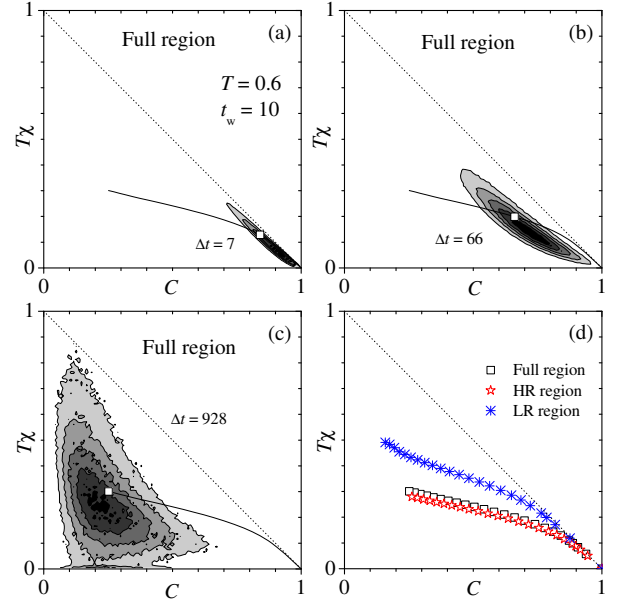 1
Full region
(a)
T = 0.6
t_w = 10
Tχ
Δt = 7
0
0
C
1
1
Full region
(b)
Tχ
Δt = 66
0
0
C
1
1
Full region
(c)
Δt = 928
Tχ
0
0
C
1
1
(d)
Full region
HR region
LR region
Tχ
0
0
C
1